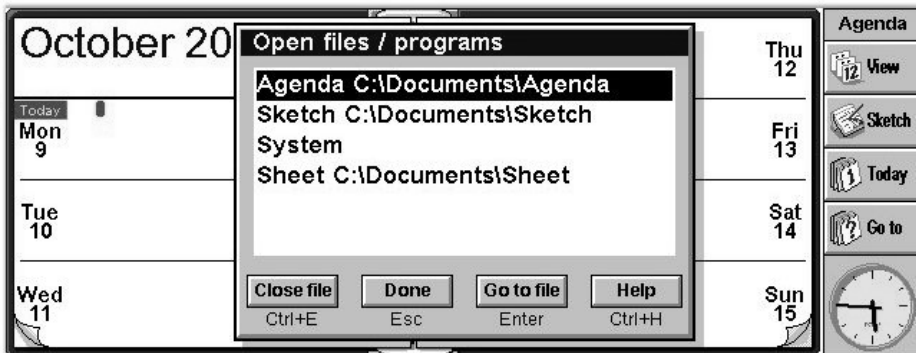 October 20
Today
Mon
9
Tue
10
Wed
11
Open files / programs
Agenda C:\Documents\Agenda
Sketch C:\Documents\Sketch
System
Sheet C:\Documents\Sheet
Close file
Ctrl+E
Done
Esc
Go to file
Enter
Help
Ctrl+H
Thu
12
Fri
13
Sat
14
Sun
15
Agenda
12
View
Sketch
Today
?
Go to